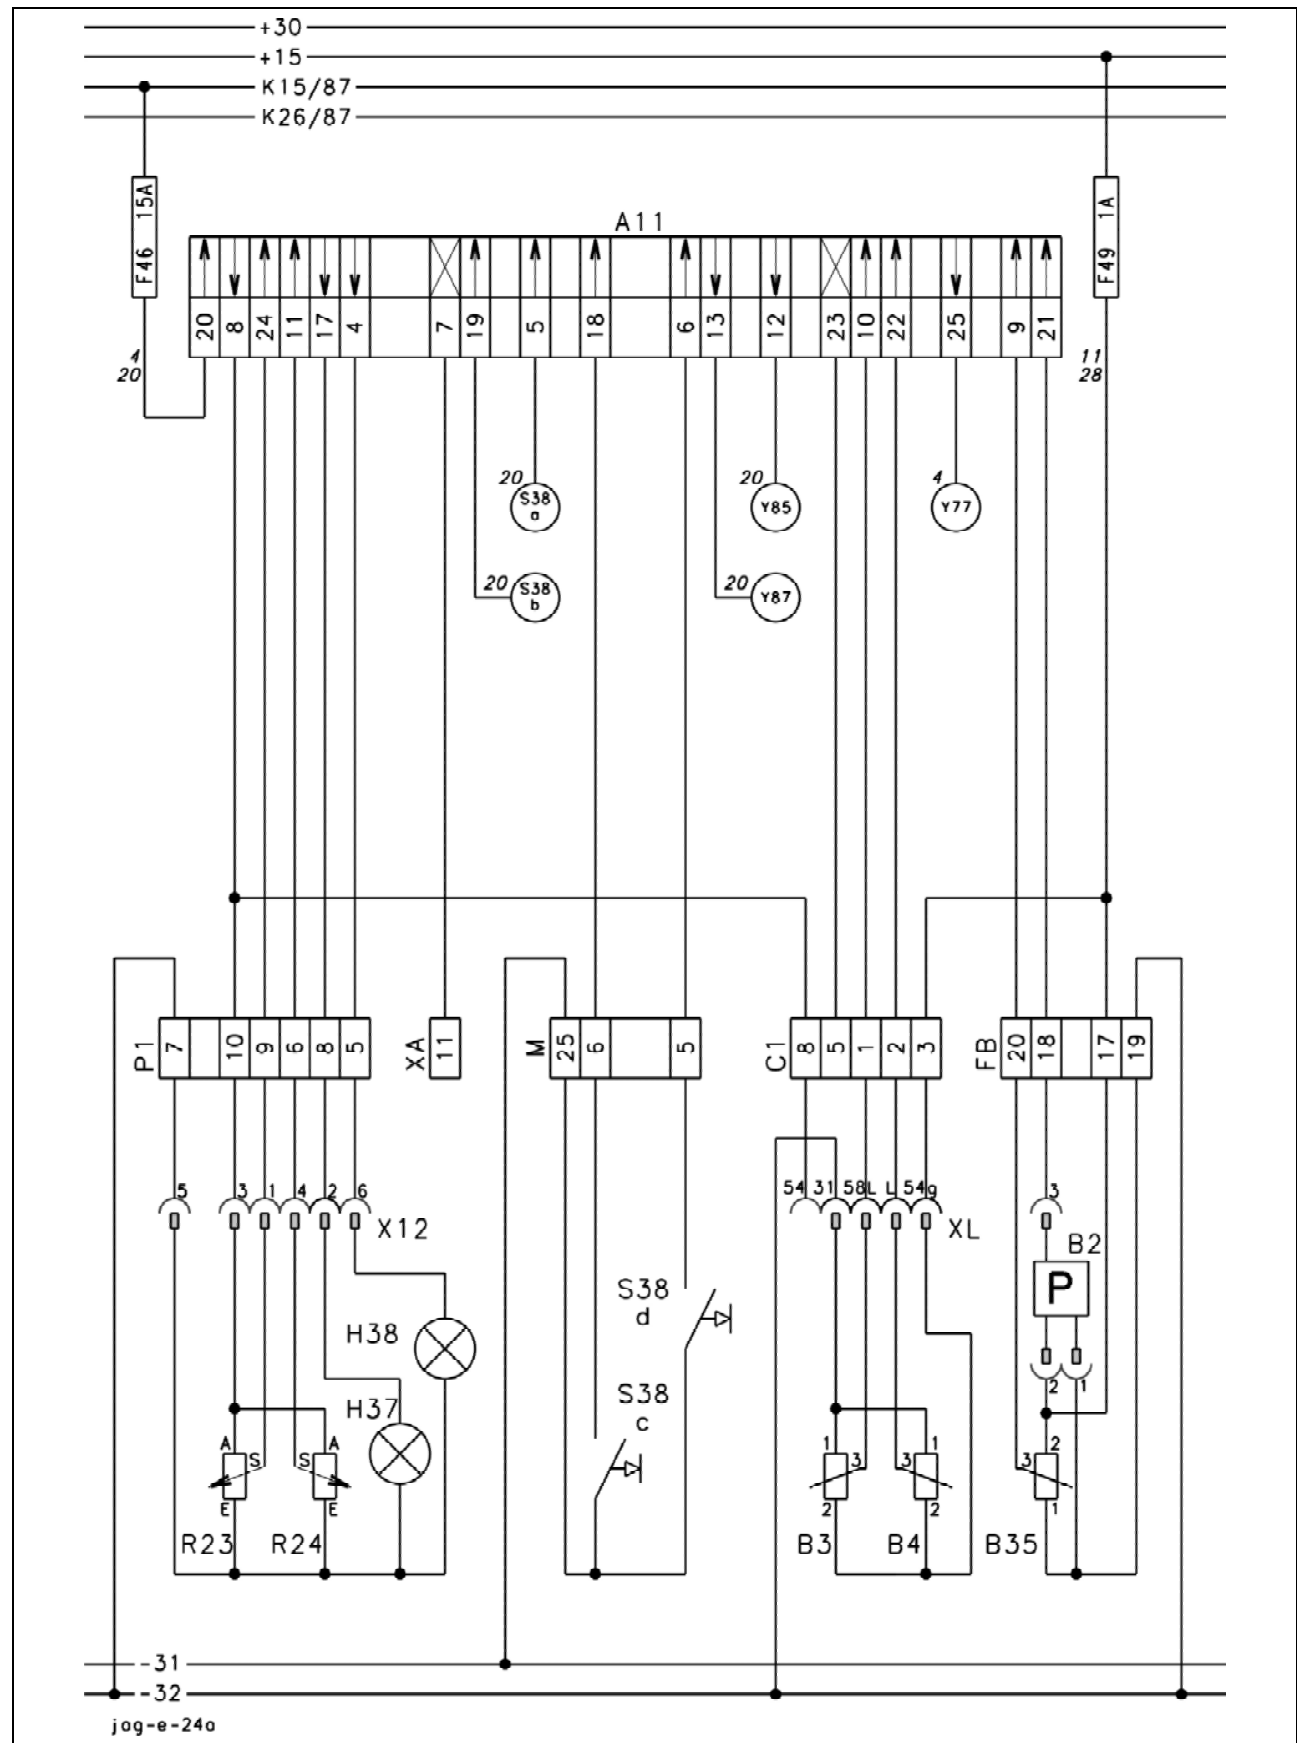 +30
+15
K15/87
K26/87
F46 15A
A11
F49 1A
20 8 24 11 17 4 7 19 5 18 6 13 12 23 10 22 25 9 21
4
20
11
28
20 S38 a
20 Y85
4 Y77
20 S38 b
20 Y87
P1 7 10 9 6 8 5
XA 11
M 25 6 5
C1 8 5 1 2 3
FB 20 18 17 19
5 3 1 4 2 6 X12
54 31 58L L 54g XL
3
B2
P
2 1
S38
d
H38
S38
c
H37
A S S A
E E
1 3 3 1
2 2
2
3
1
R23 R24 B3 B4 B35
-31
-32
jag-e-24a